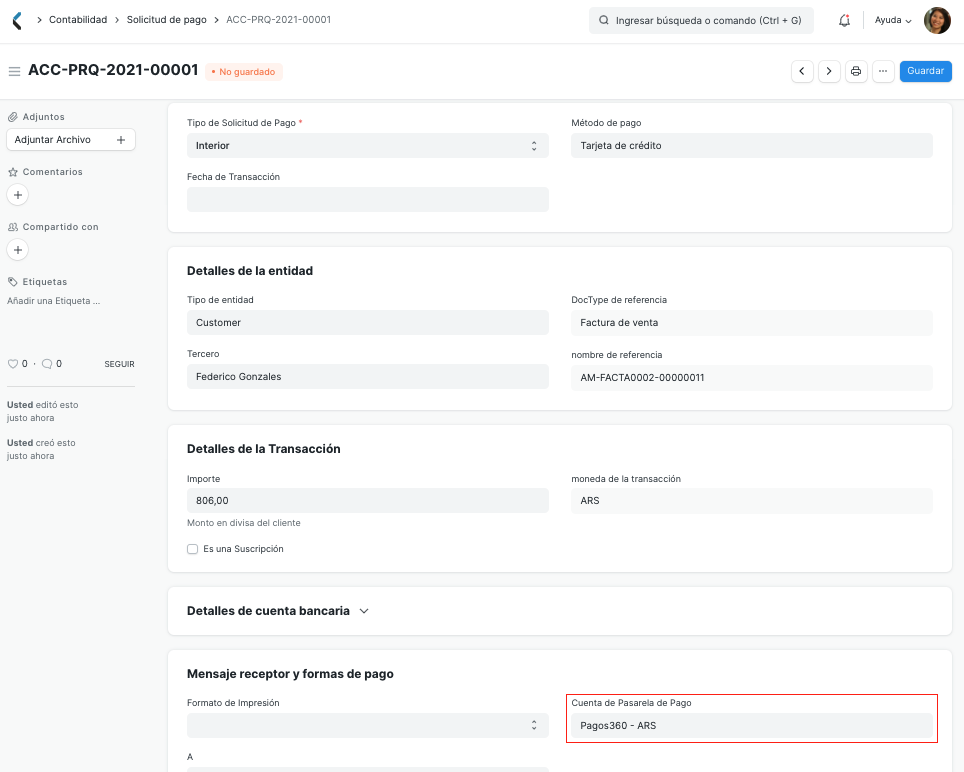 Contabilidad
Solicitud de pago
ACC-PRQ-2021-00001
Ingresar búsqueda o comando (Ctrl + G)
Ayuda
ACC-PRQ-2021-00001
• No guardado
Guardar
Adjuntos
Adjuntar Archivo
Comentarios
Compartido con
Etiquetas
Añadir una Etiqueta ...
0 · 0 SEGUIR
Usted editó esto
justo ahora
Usted creó esto
justo ahora
Tipo de Solicitud de Pago *
Interior
Método de pago
Tarjeta de crédito
Fecha de Transacción
Detalles de la entidad
Tipo de entidad
Customer
DocType de referencia
Factura de venta
Tercero
Federico Gonzales
nombre de referencia
AM-FACTA0002-00000011
Detalles de la Transacción
Importe
806,00
Monto en divisa del cliente
moneda de la transacción
ARS
Es una Suscripción
Detalles de cuenta bancaria
Mensaje receptor y formas de pago
Formato de Impresión
Cuenta de Pasarela de Pago
Pagos360 - ARS
A